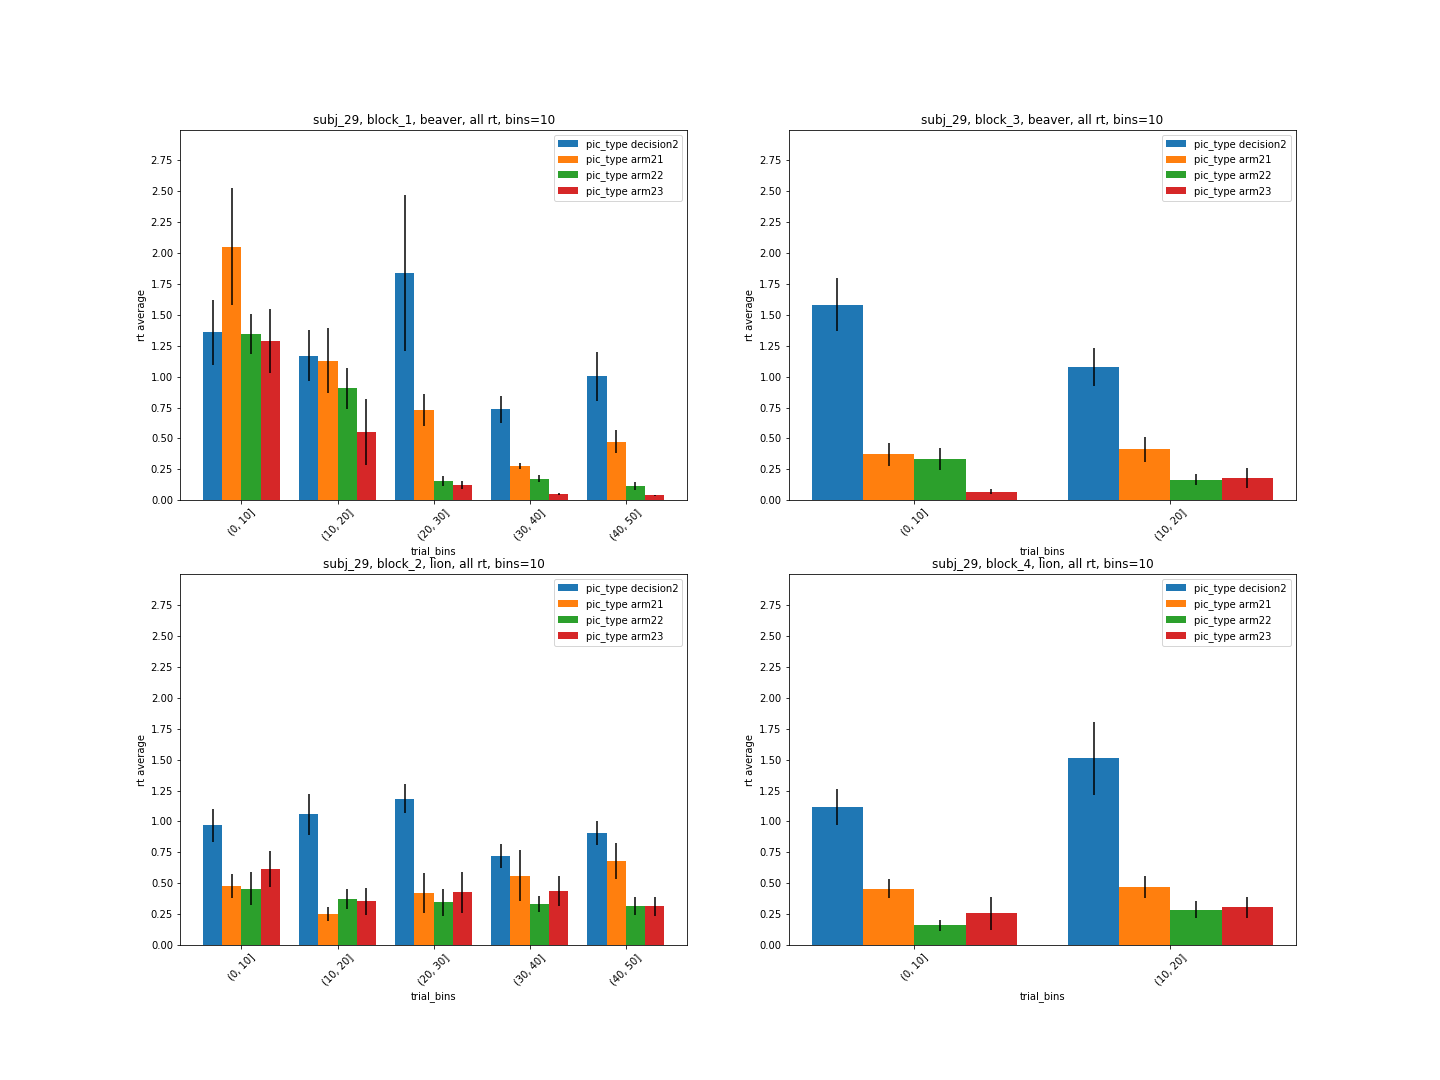 subj_29, block_1, beaver, all rt, bins=10
pic_type decision2
pic_type arm21
pic_type arm22
pic_type arm23
2.75
2.50
2.25
2.00
1.75
1.50
1.25
1.00
0.75
0.50
0.25
0.00
rt average
(0, 10]
(10, 20]
(20, 30]
(30, 40]
(40, 50]
trial_bins
subj_29, block_3, beaver, all rt, bins=10
pic_type decision2
pic_type arm21
pic_type arm22
pic_type arm23
2.75
2.50
2.25
2.00
1.75
1.50
1.25
1.00
0.75
0.50
0.25
0.00
rt average
(0, 10]
(10, 20]
trial_bins
subj_29, block_2, lion, all rt, bins=10
pic_type decision2
pic_type arm21
pic_type arm22
pic_type arm23
2.75
2.50
2.25
2.00
1.75
1.50
1.25
1.00
0.75
0.50
0.25
0.00
rt average
(0, 10]
(10, 20]
(20, 30]
(30, 40]
(40, 50]
trial_bins
subj_29, block_4, lion, all rt, bins=10
pic_type decision2
pic_type arm21
pic_type arm22
pic_type arm23
2.75
2.50
2.25
2.00
1.75
1.50
1.25
1.00
0.75
0.50
0.25
0.00
rt average
(0, 10]
(10, 20]
trial_bins